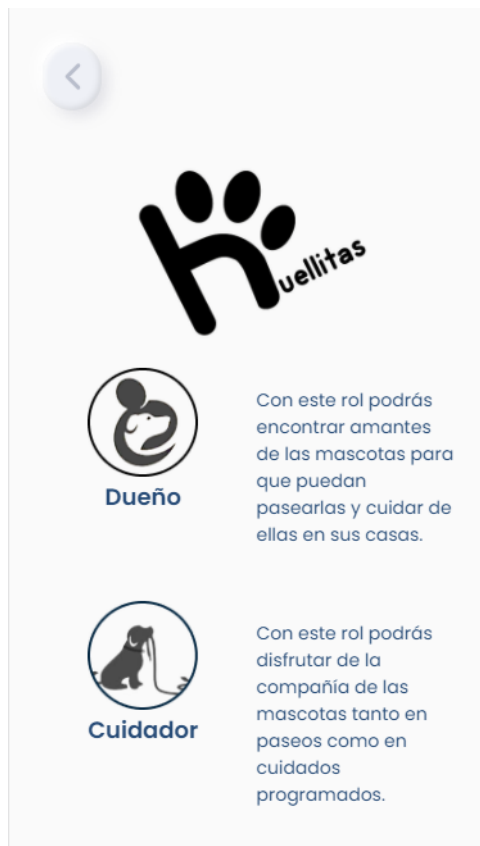 huellitas
Dueño
Con este rol podrás
encontrar amantes
de las mascotas para
que puedan
pasearlas y cuidar de
ellas en sus casas.
Cuidador
Con este rol podrás
disfrutar de la
compañía de las
mascotas tanto en
paseos como en
cuidados
programados.